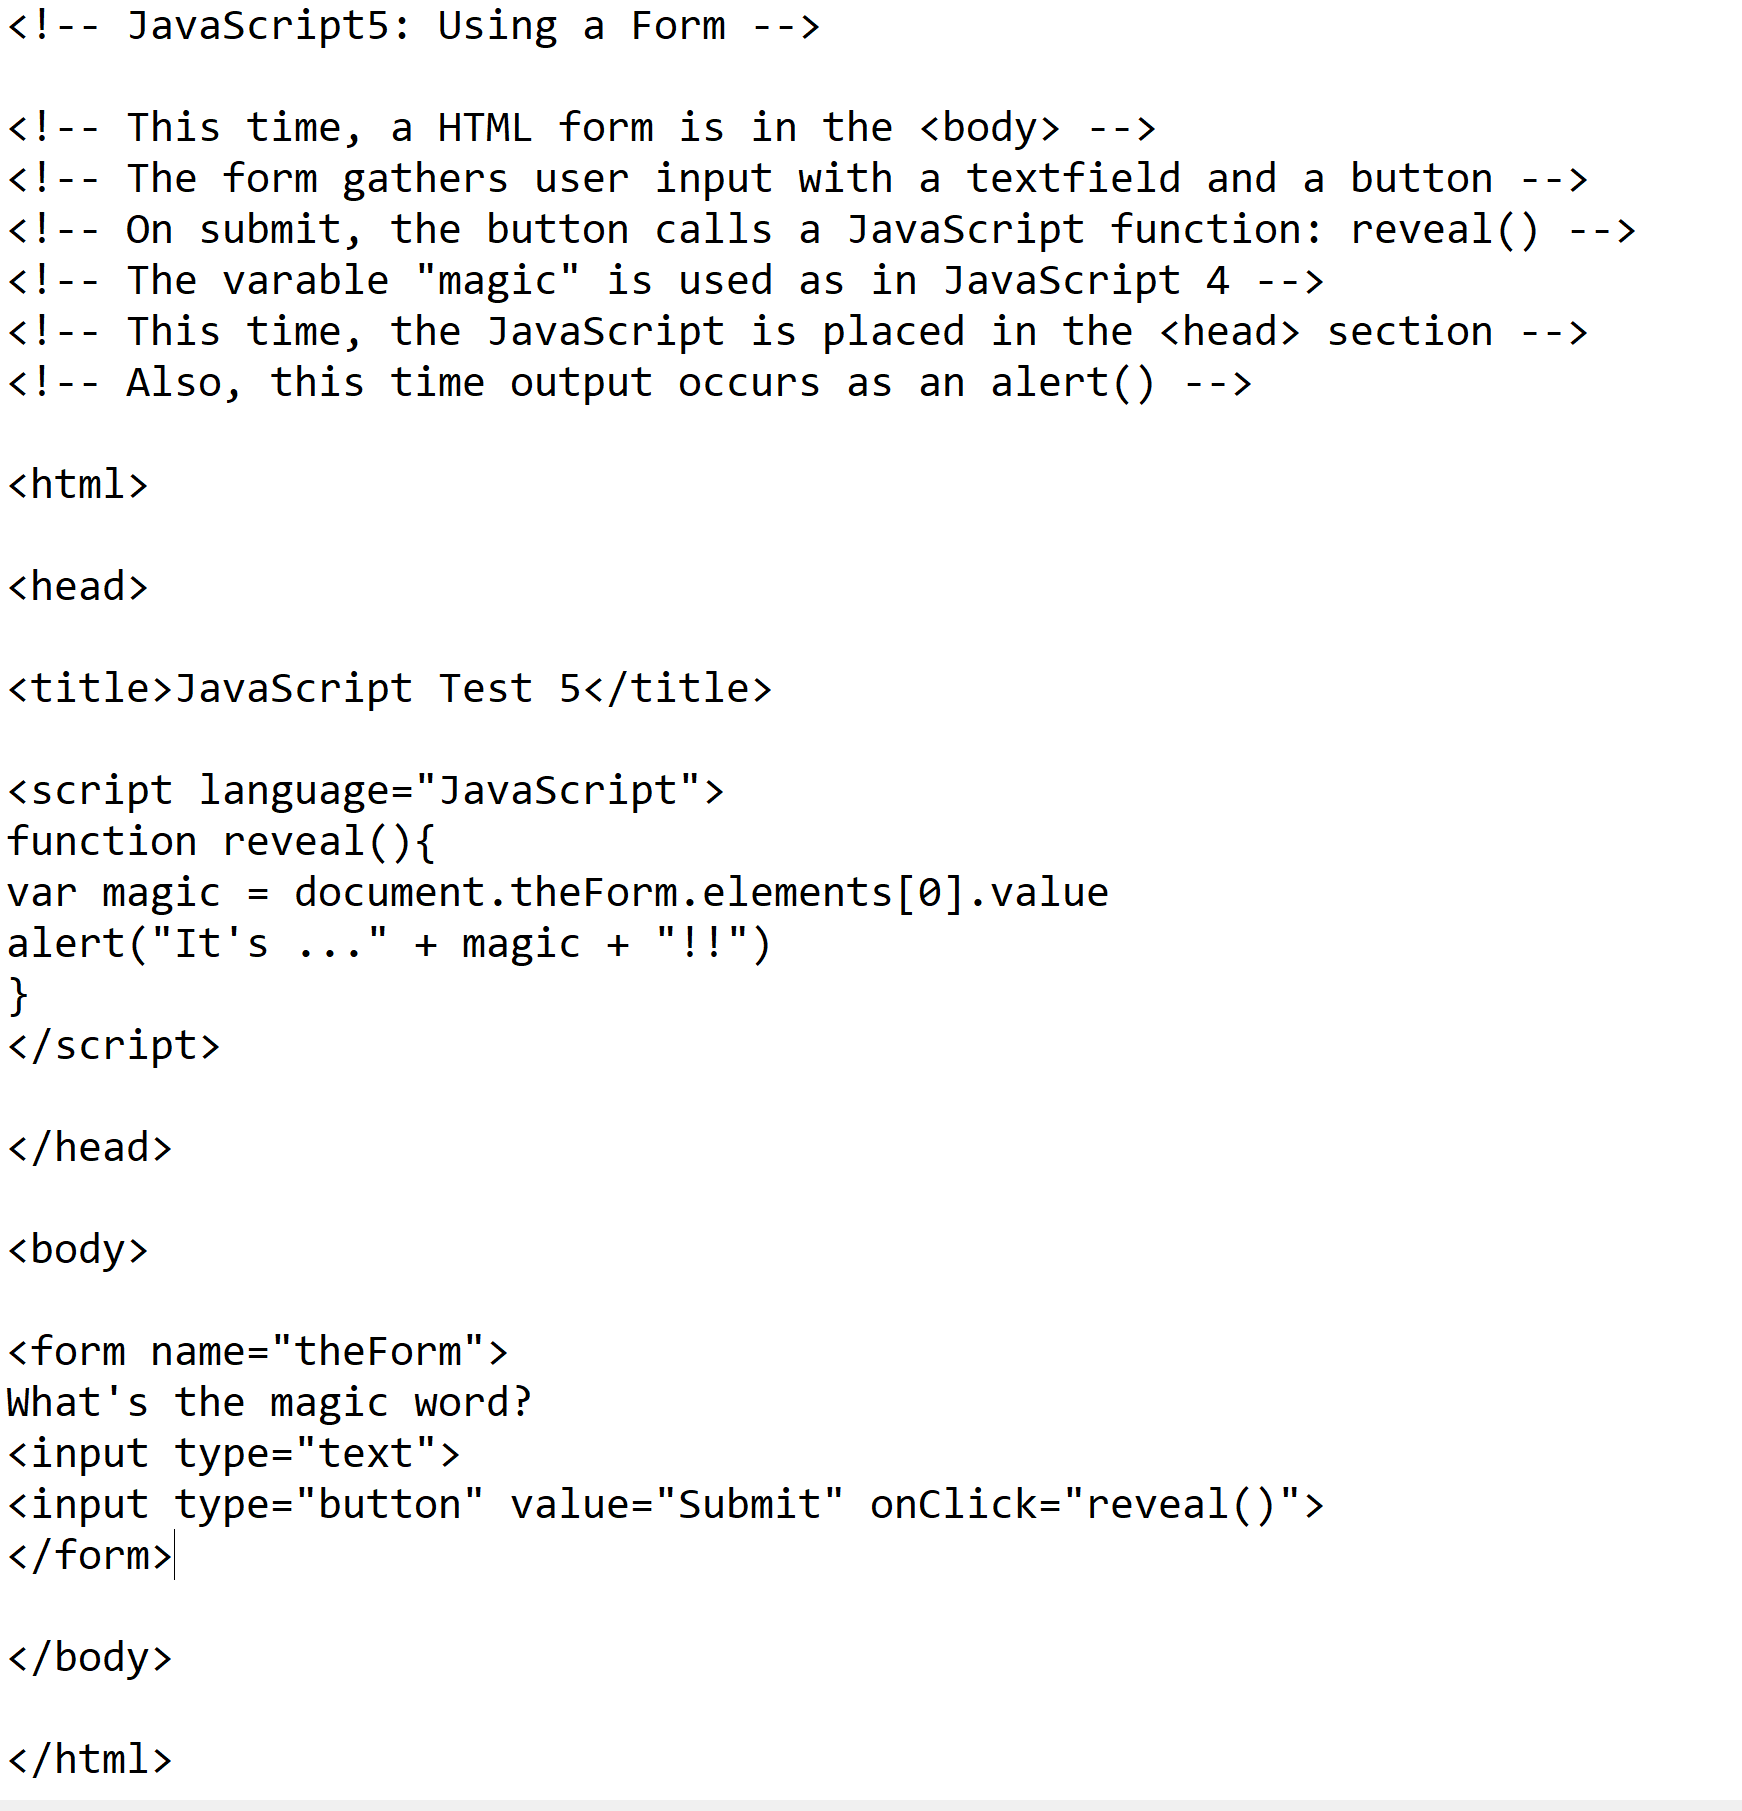 <!-- JavaScript5: Using a Form -->
<!-- This time, a HTML form is in the <body> -->
<!-- The form gathers user input with a textfield and a button -->
<!-- On submit, the button calls a JavaScript function: reveal() -->
<!-- The varable "magic" is used as in JavaScript 4 -->
<!-- This time, the JavaScript is placed in the <head> section -->
<!-- Also, this time output occurs as an alert() -->
<html>
<head>
<title>JavaScript Test 5</title>
<script language="JavaScript">
function reveal(){
var magic = document.theForm.elements[0].value
alert("It's ..." + magic + "!!")
}
</script>
</head>
<body>
<form name="theForm">
What's the magic word?
<input type="text">
<input type="button" value="Submit" onClick="reveal()">
</form>
</body>
</html>